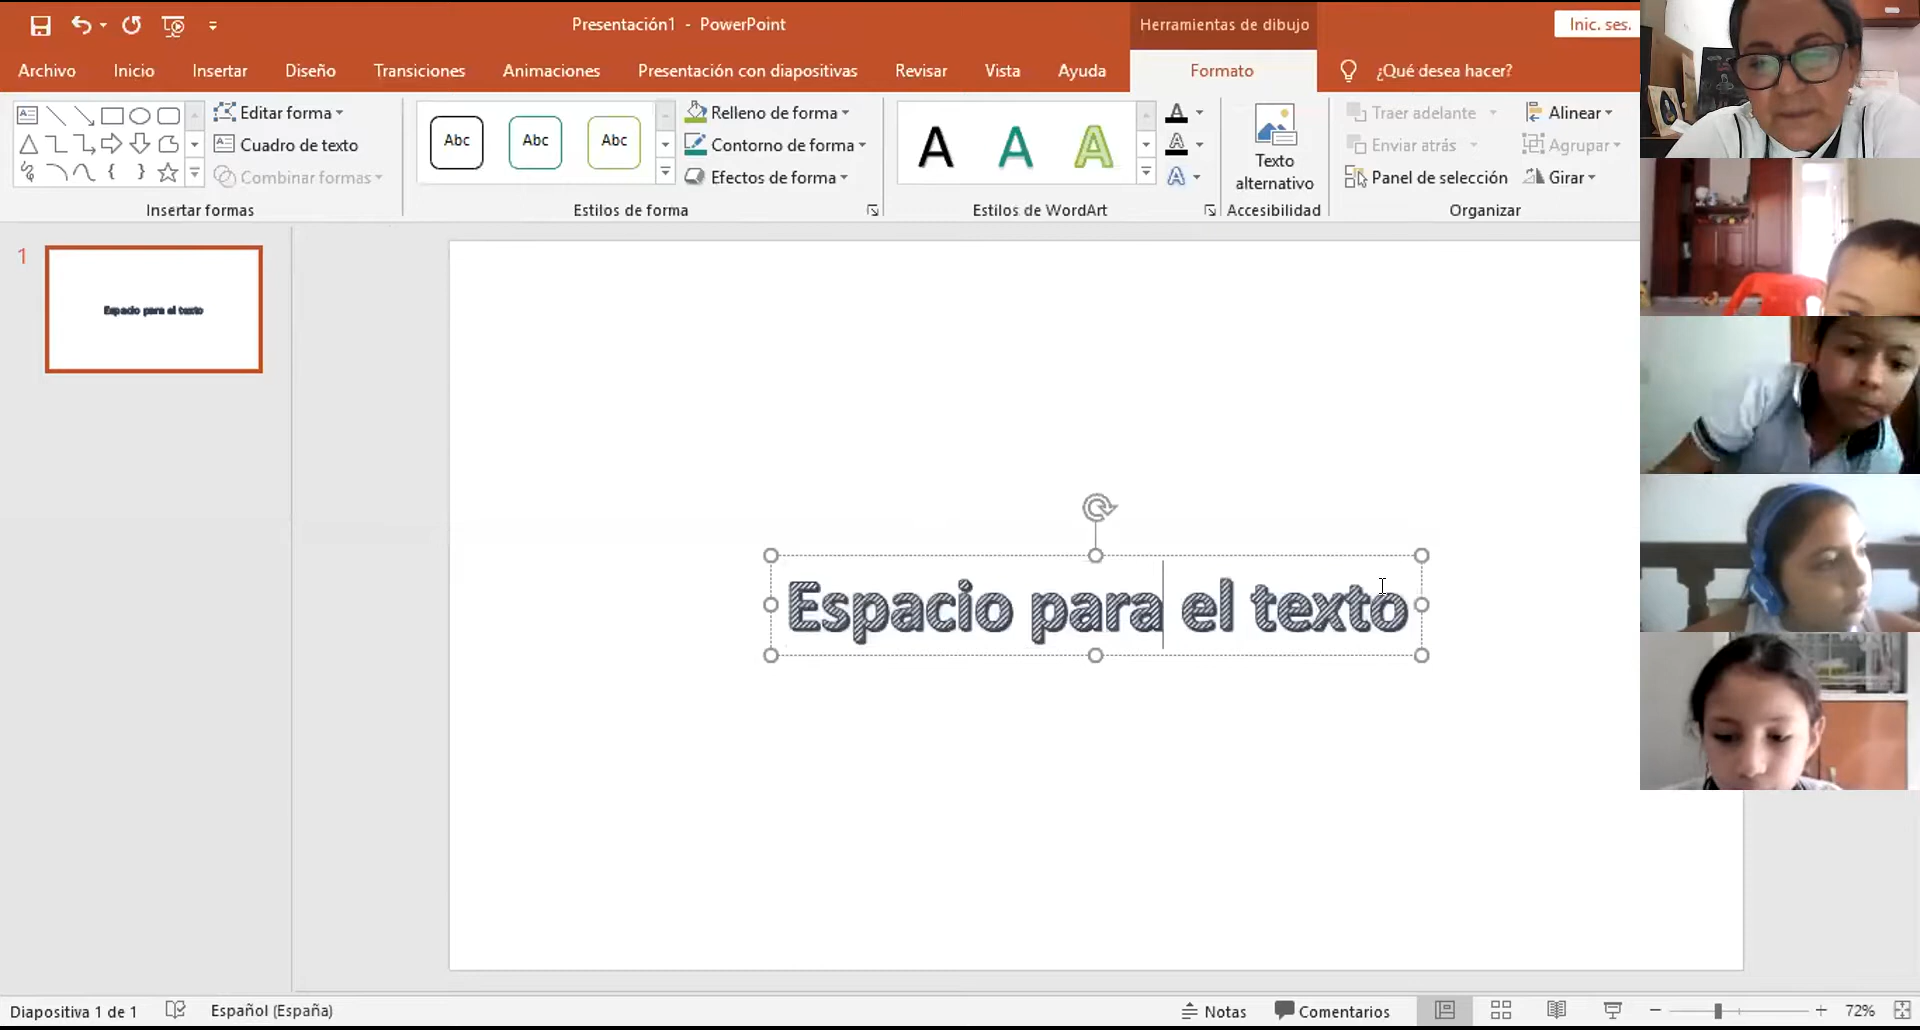 Presentación1 - PowerPoint
Herramientas de dibujo
Inic. ses.
Archivo Inicio Insertar Diseño Transiciones Animaciones Presentación con diapositivas Revisar Vista Ayuda Formato ¿Qué desea hacer?
Editar forma
Cuadro de texto
Combinar formas
Insertar formas
Abc Abc Abc
Relleno de forma
Contorno de forma
Efectos de forma
Estilos de forma
A A A
Estilos de WordArt
Texto
alternativo
Accesibilidad
Traer adelante
Enviar atrás
Panel de selección
Alinear
Agrupar
Girar
Organizar
1
Espacio para el texto
Espacio para el texto
Diapositiva 1 de 1 Español (España) Notas Comentarios 72%